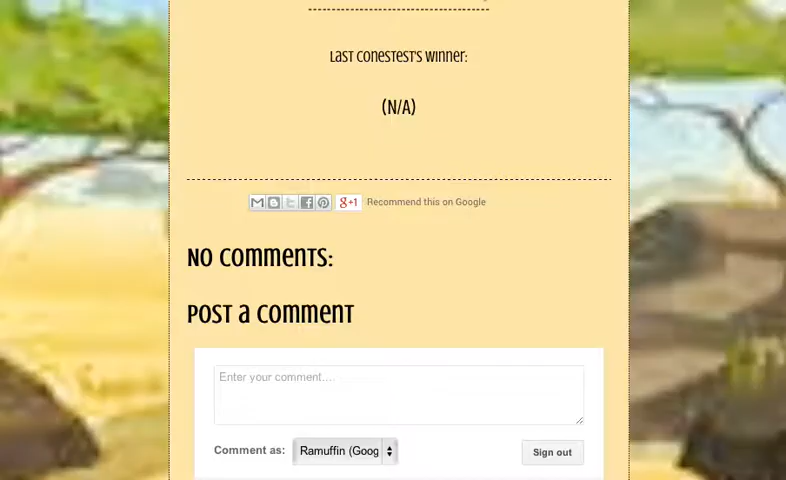 Last Conestest's Winner:
(N/A)
g+1 Recommend this on Google
No comments:
Post a Comment
Enter your comment...
Comment as: Ramuffin (Goog
Sign out